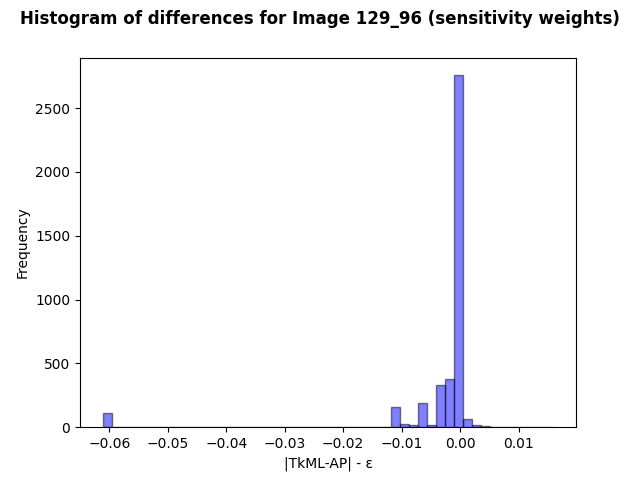 Histogram of differences for Image 129_96 (sensitivity weights)
2500
2000
1500
1000
500
0
Frequency
−0.06 −0.05 −0.04 −0.03 −0.02 −0.01 0.00 0.01
|TkML-AP| - ε